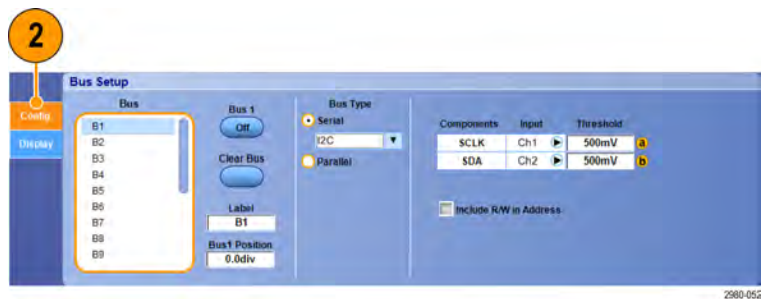 2
Bus Setup
Config
Display
Bus
B1
B2
B3
B4
B5
B6
B7
B8
B9
Bus 1
Off
Clear Bus
Label
B1
Bus1 Position
0.0div
Bus Type
Serial
I2C
Parallel
Components Input Threshold
SCLK Ch1 500mV a
SDA Ch2 500mV b
Include R/W in Address
2980-052